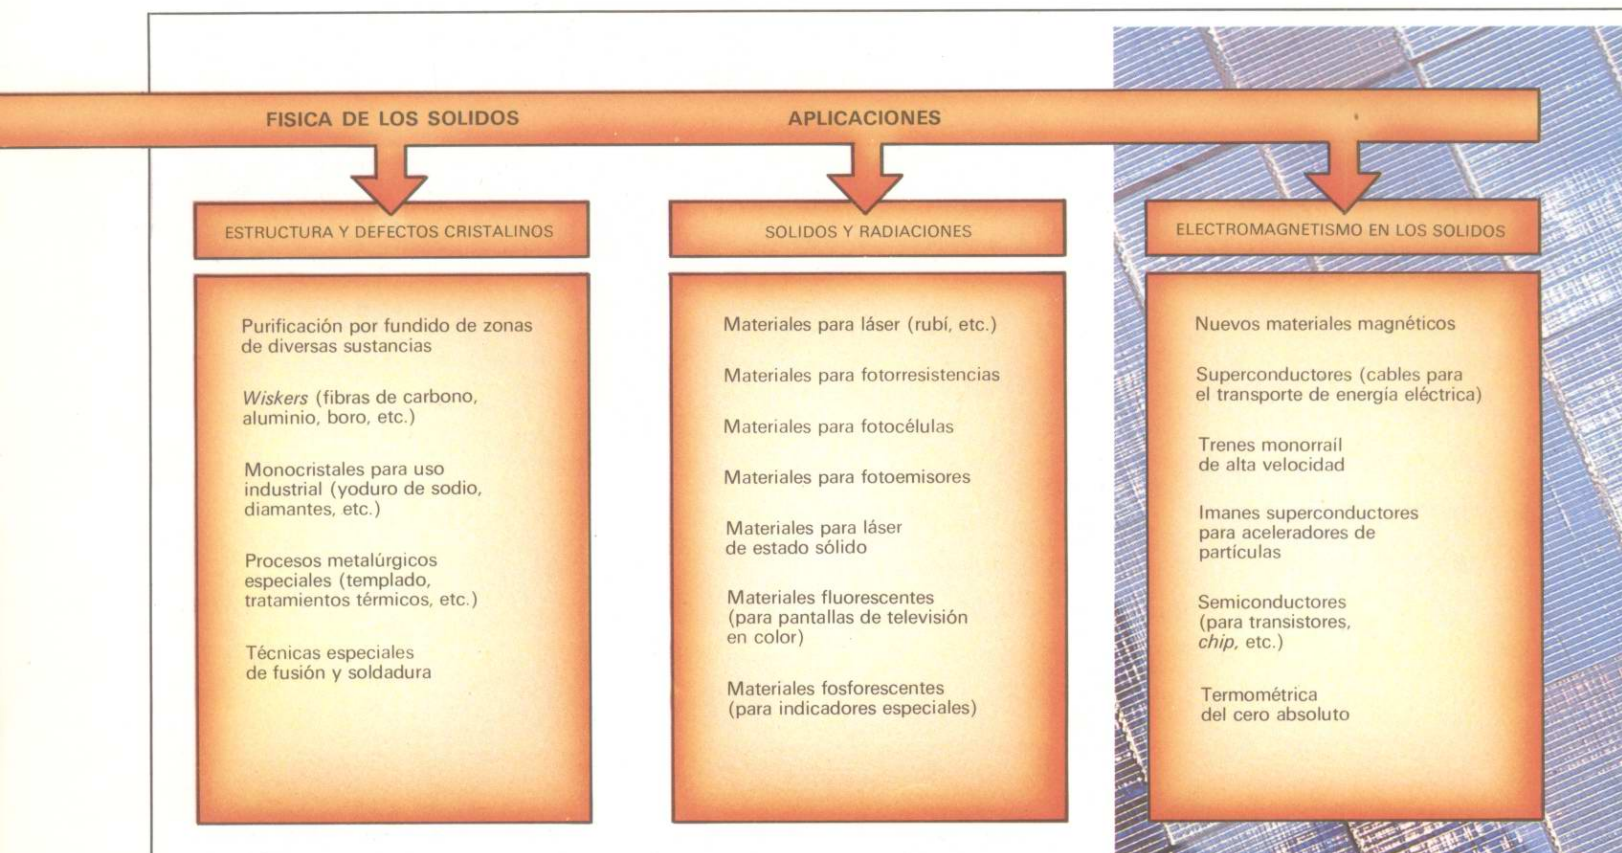 FISICA DE LOS SOLIDOS
APLICACIONES
ESTRUCTURA Y DEFECTOS CRISTALINOS
Purificación por fundido de zonas
de diversas sustancias
Wiskers (fibras de carbono,
aluminio, boro, etc.)
Monocristales para uso
industrial (yoduro de sodio,
diamantes, etc.)
Procesos metalúrgicos
especiales (templado,
tratamientos térmicos, etc.)
Técnicas especiales
de fusión y soldadura
SOLIDOS Y RADIACIONES
Materiales para láser (rubí, etc.)
Materiales para fotorresistencias
Materiales para fotocélulas
Materiales para fotoemisores
Materiales para láser
de estado sólido
Materiales fluorescentes
(para pantallas de televisión
en color)
Materiales fosforescentes
(para indicadores especiales)
ELECTROMAGNETISMO EN LOS SOLIDOS
Nuevos materiales magnéticos
Superconductores (cables para
el transporte de energía eléctrica)
Trenes monorraíl
de alta velocidad
Imanes superconductores
para aceleradores de
partículas
Semiconductores
(para transistores,
chip, etc.)
Termométrica
del cero absoluto